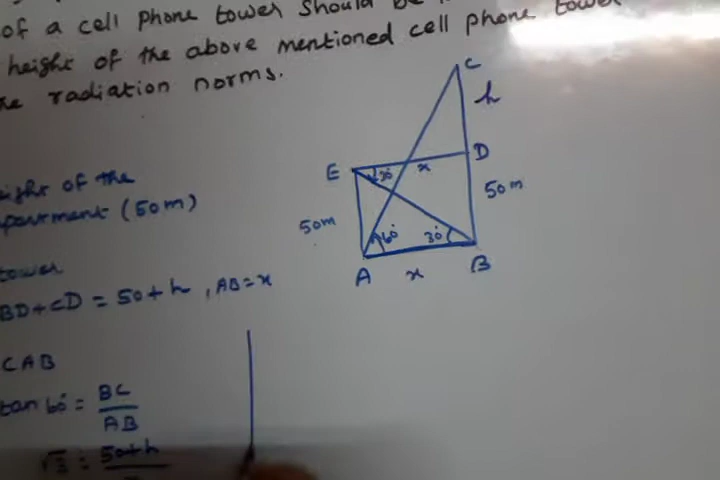 of a cell phone tower should be
height of the above mentioned cell phone tower
radiation norms.
C
h
E
30°
x
D
50m
50m
60°
30°
A
x
B
of the
(50m)
tower
BD+CD = 50+h, AB=x
CAB
tan 60° = BC
AB
√3 = 50+h